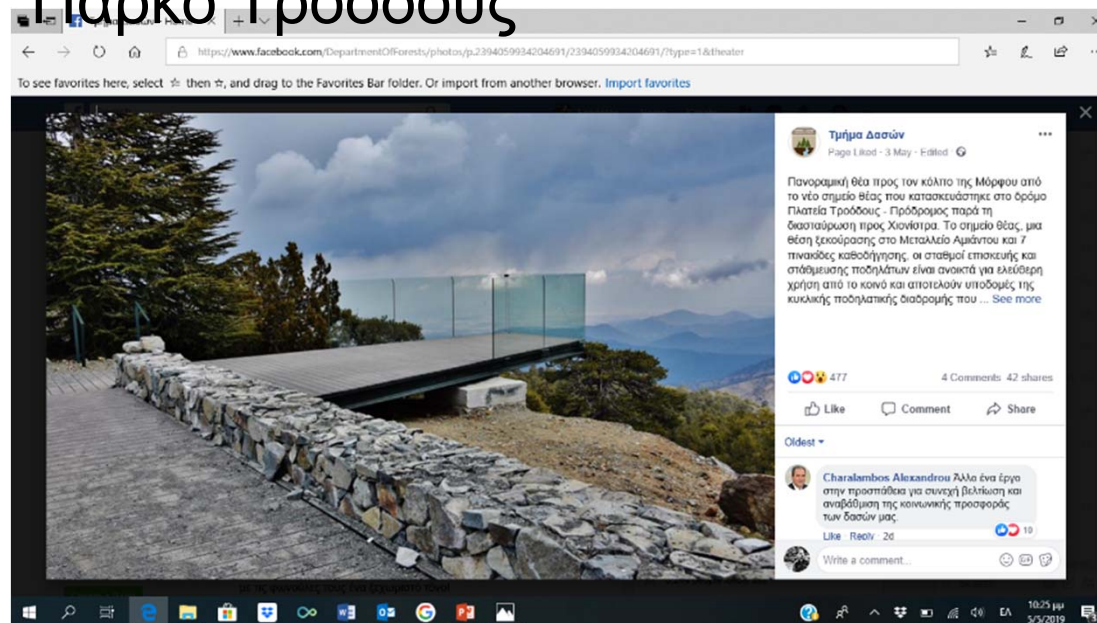 Πάρκο Τροόδους
https://www.facebook.com/DepartmentOfForests/photos/p.2394059934204691/2394059934204691/?type=1&theater
To see favorites here, select ☆ then ☆, and drag to the Favorites Bar folder. Or import from another browser. Import favorites
Τμήμα Δασών
Page Liked · 3 May · Edited ·
Πανοραμική θέα προς τον κόλπο της Μόρφου από
το νέο σημείο θέας που κατασκευάστηκε στο δρόμο
Πλατεία Τροόδους - Πρόδρομος παρά τη
διασταύρωση προς Χιονίστρα. Το σημείο θέας, μια
θέση ξεκούρασης στο Μεταλλείο Αμιάντου και 7
πινακίδες καθοδήγησης, οι σταθμοί επισκευής και
στάθμευσης ποδηλάτων είναι ανοικτά για ελεύθερη
χρήση από το κοινό και αποτελούν υποδομές της
κυκλικής ποδηλατικής διαδρομής που ... See more
477
4 Comments 42 shares
Like Comment Share
Oldest
Charalambos Alexandrou Άλλο ένα έργο
στην προσπάθεια για συνεχή βελτίωση και
αναβάθμιση της κοινωνικής προσφοράς
των δασών μας.
10
Like · Reply · 2d
Write a comment...
GIF
ΕΛ
10:25 μμ
5/5/2019